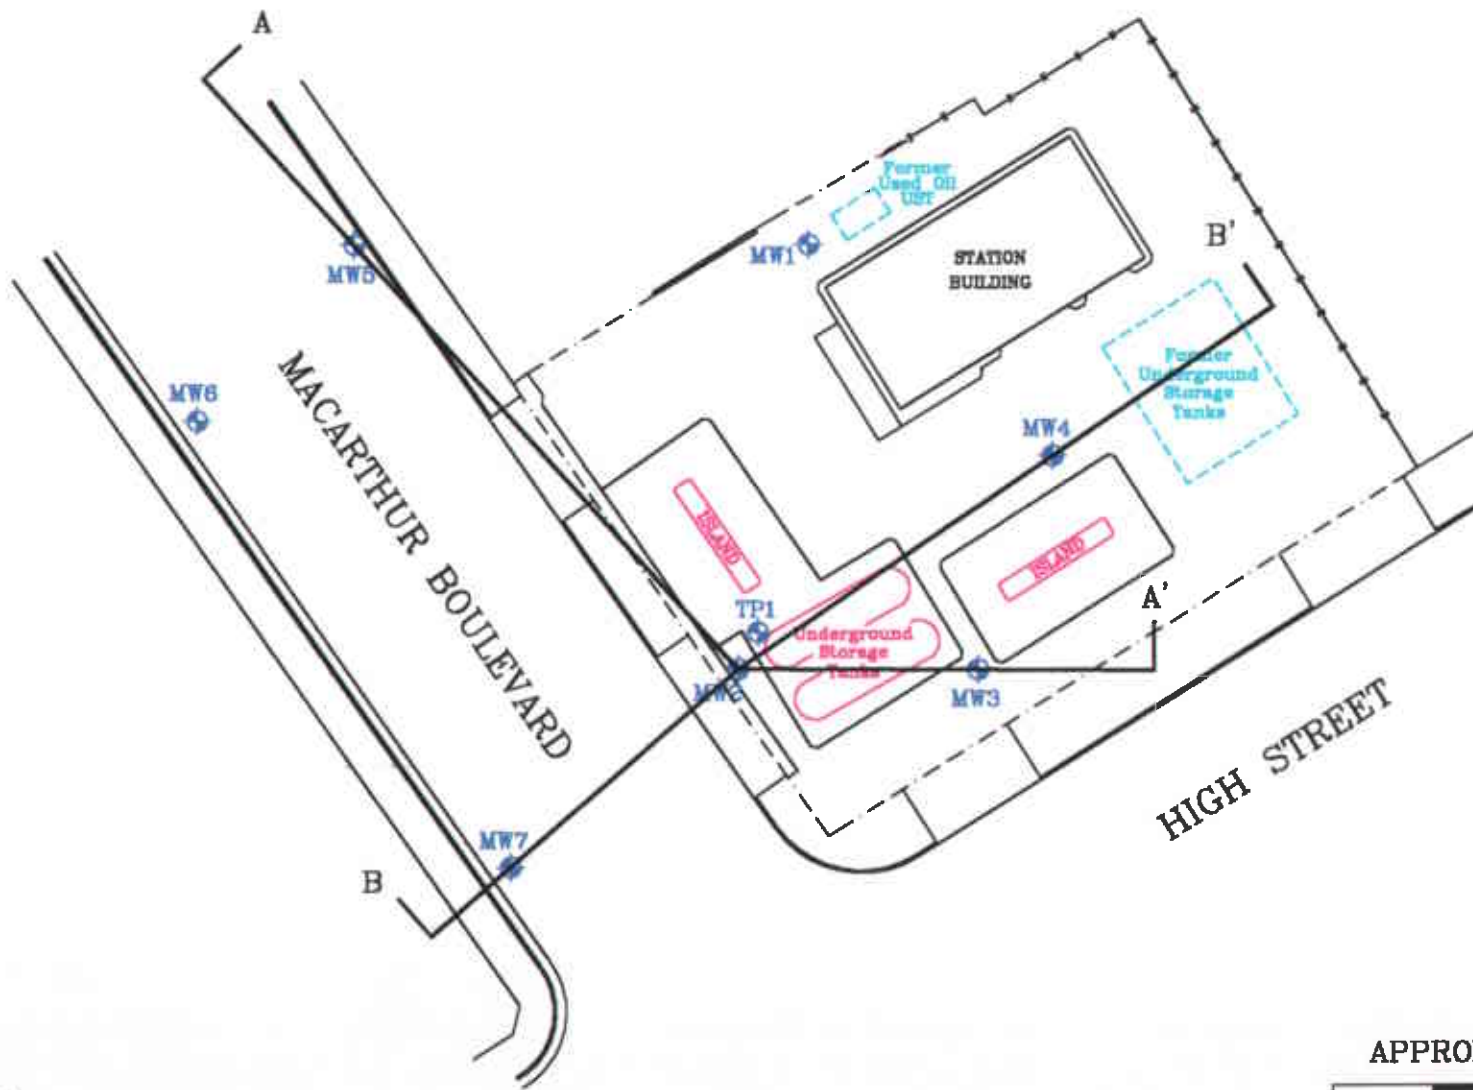 A
Former
Used Oil
UST
MW1
STATION
BUILDING
B'
MW5
Former
Underground
Storage
Tanks
MW6
MACARTHUR BOULEVARD
MW4
ISLAND
ISLAND
A'
TP1
Underground
Storage
Tanks
MW3
HIGH STREET
MW7
B